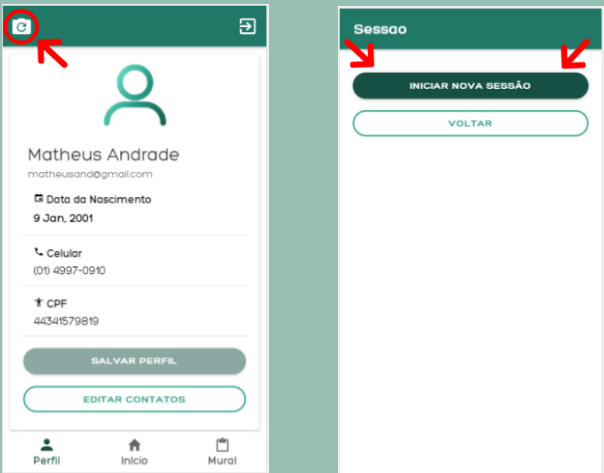 Matheus Andrade
matheusand@gmail.com
Data da Nascimento
9 Jan, 2001
Celular
(01) 4997-0910
CPF
44341579819
SALVAR PERFIL
EDITAR CONTATOS
Perfil
Início
Mural
Sessao
INICIAR NOVA SESSÃO
VOLTAR